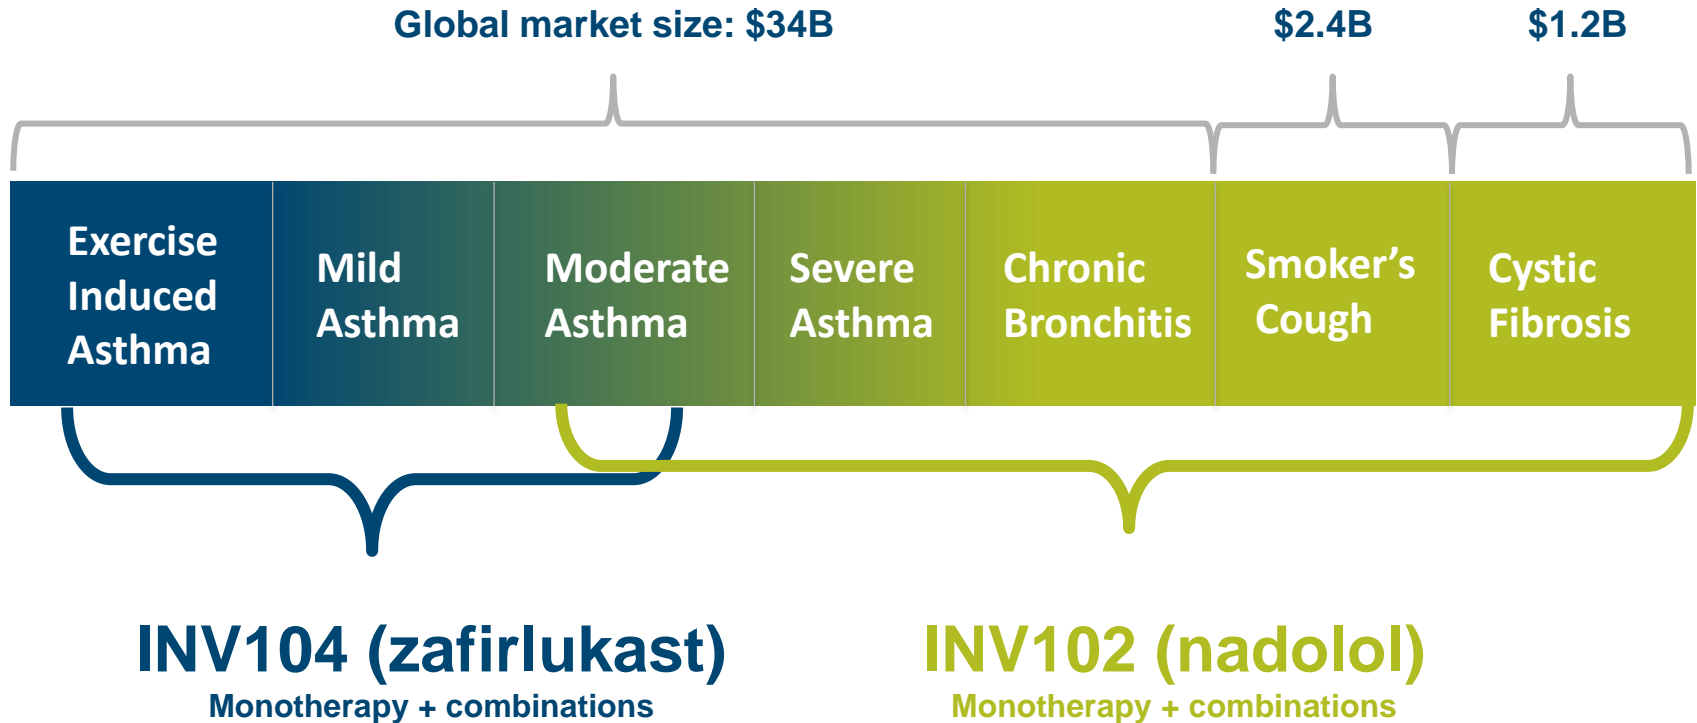 Global market size: $34B
$2.4B
$1.2B
Exercise
Induced
Asthma
Mild
Asthma
Moderate
Asthma
Severe
Asthma
Chronic
Bronchitis
Smoker’s
Cough
Cystic
Fibrosis
INV104 (zafirlukast)
Monotherapy + combinations
INV102 (nadolol)
Monotherapy + combinations